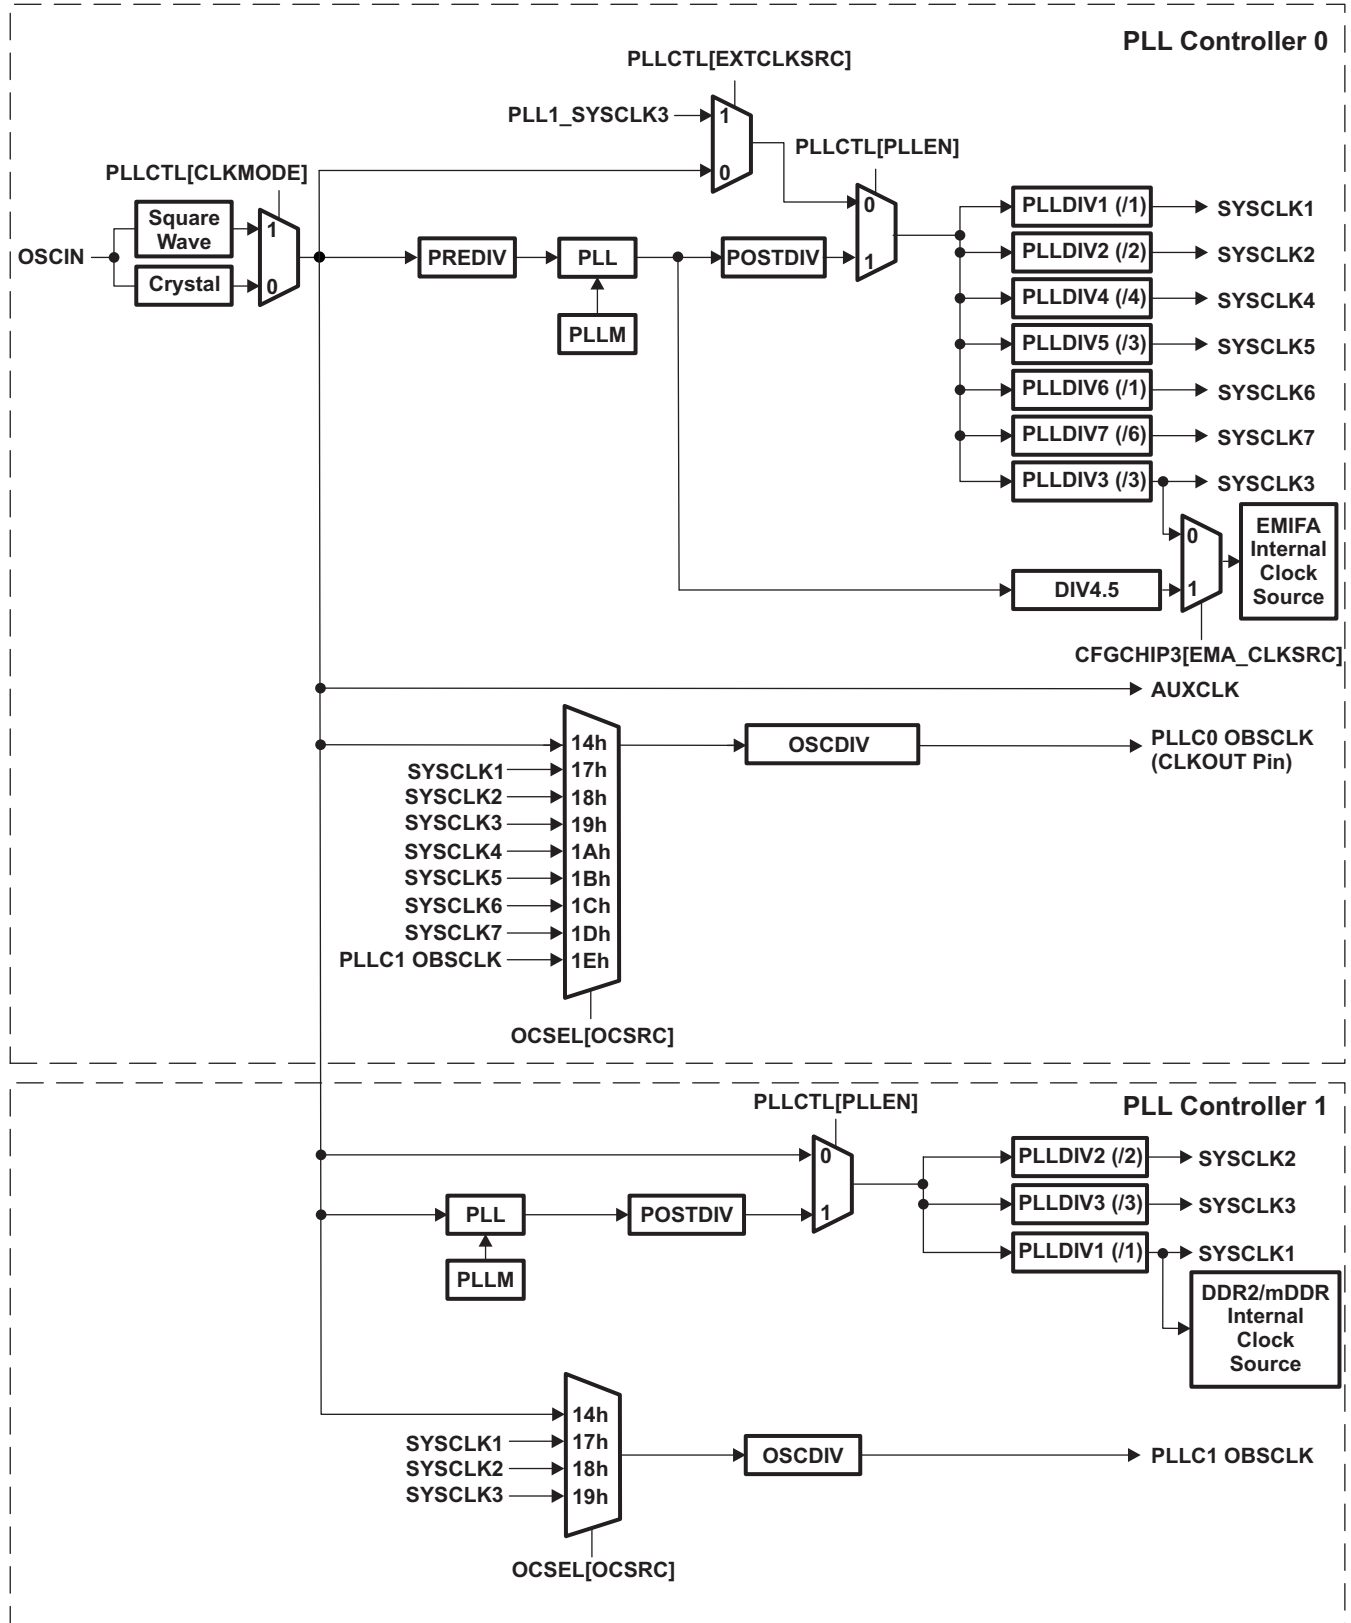 PLL Controller 0
PLLCTL[EXTCLKSRC]
PLL1_SYSCLK3
1
0
PLLCTL[PLLEN]
0
1
PLLCTL[CLKMODE]
OSCIN
Square
Wave
Crystal
1
0
PREDIV
PLL
PLLM
POSTDIV
PLLDIV1 (/1)
SYSCLK1
PLLDIV2 (/2)
SYSCLK2
PLLDIV4 (/4)
SYSCLK4
PLLDIV5 (/3)
SYSCLK5
PLLDIV6 (/1)
SYSCLK6
PLLDIV7 (/6)
SYSCLK7
PLLDIV3 (/3)
SYSCLK3
DIV4.5
0
1
EMIFA
Internal
Clock
Source
CFGCHIP3[EMA_CLKSRC]
AUXCLK
14h
SYSCLK1 17h
SYSCLK2 18h
SYSCLK3 19h
SYSCLK4 1Ah
SYSCLK5 1Bh
SYSCLK6 1Ch
SYSCLK7 1Dh
PLLC1 OBSCLK 1Eh
OCSEL[OCSRC]
OSCDIV
PLLC0 OBSCLK
(CLKOUT Pin)
PLL Controller 1
PLLCTL[PLLEN]
0
1
PLL
PLLM
POSTDIV
PLLDIV2 (/2)
SYSCLK2
PLLDIV3 (/3)
SYSCLK3
PLLDIV1 (/1)
SYSCLK1
DDR2/mDDR
Internal
Clock
Source
14h
SYSCLK1 17h
SYSCLK2 18h
SYSCLK3 19h
OCSEL[OCSRC]
OSCDIV
PLLC1 OBSCLK